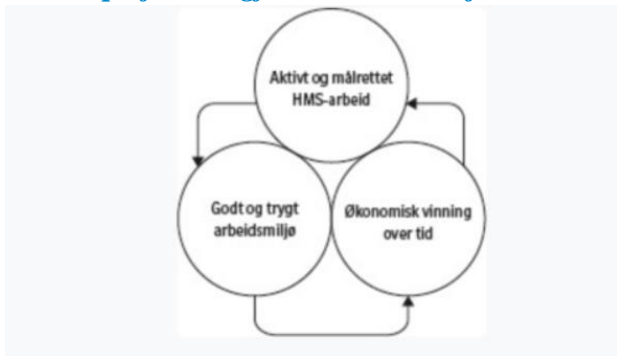 Aktivt og målrettet
HMS-arbeid
Godt og trygt
arbeidsmiljø
Økonomisk vinning
over tid